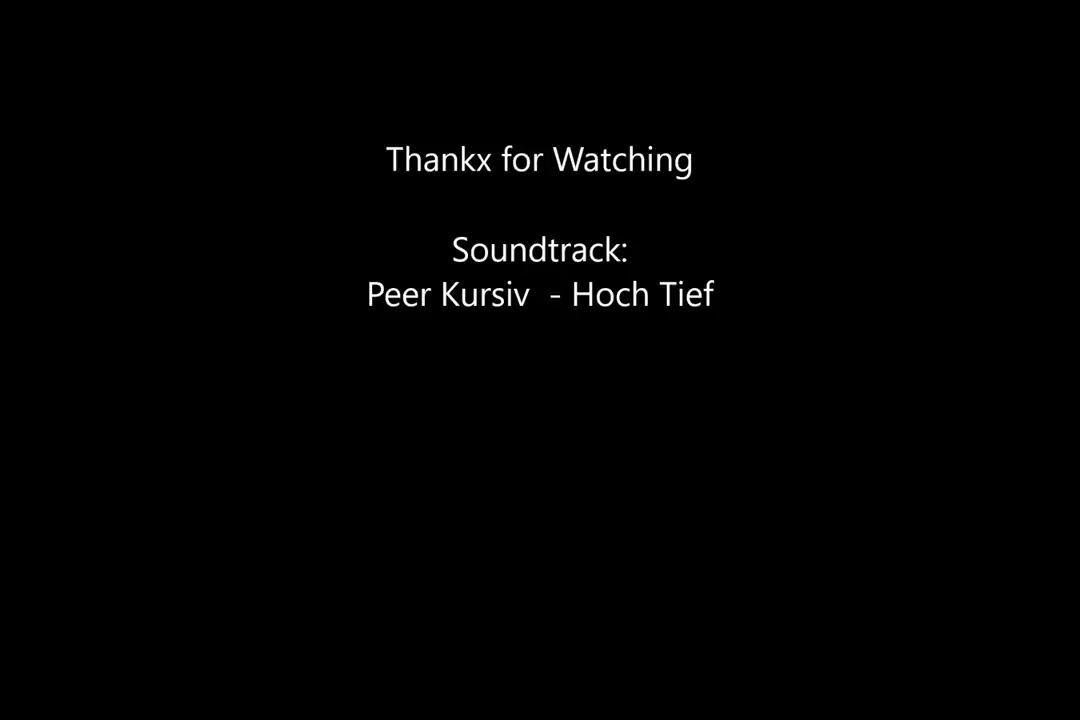 Thankx for Watching
Soundtrack:
Peer Kursiv  - Hoch Tief